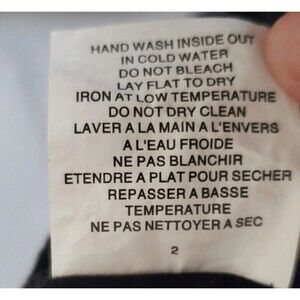 HAND WASH INSIDE OUT
IN COLD WATER
DO NOT BLEACH
LAY FLAT TO DRY
IRON AT LOW TEMPERATURE
DO NOT DRY CLEAN
LAVER A LA MAIN A L'ENVERS
A L'EAU FROIDE
NE PAS BLANCHIR
ETENDRE A PLAT POUR SECHER
REPASSER A BASSE
TEMPERATURE
NE PAS NETTOYER A SEC
2